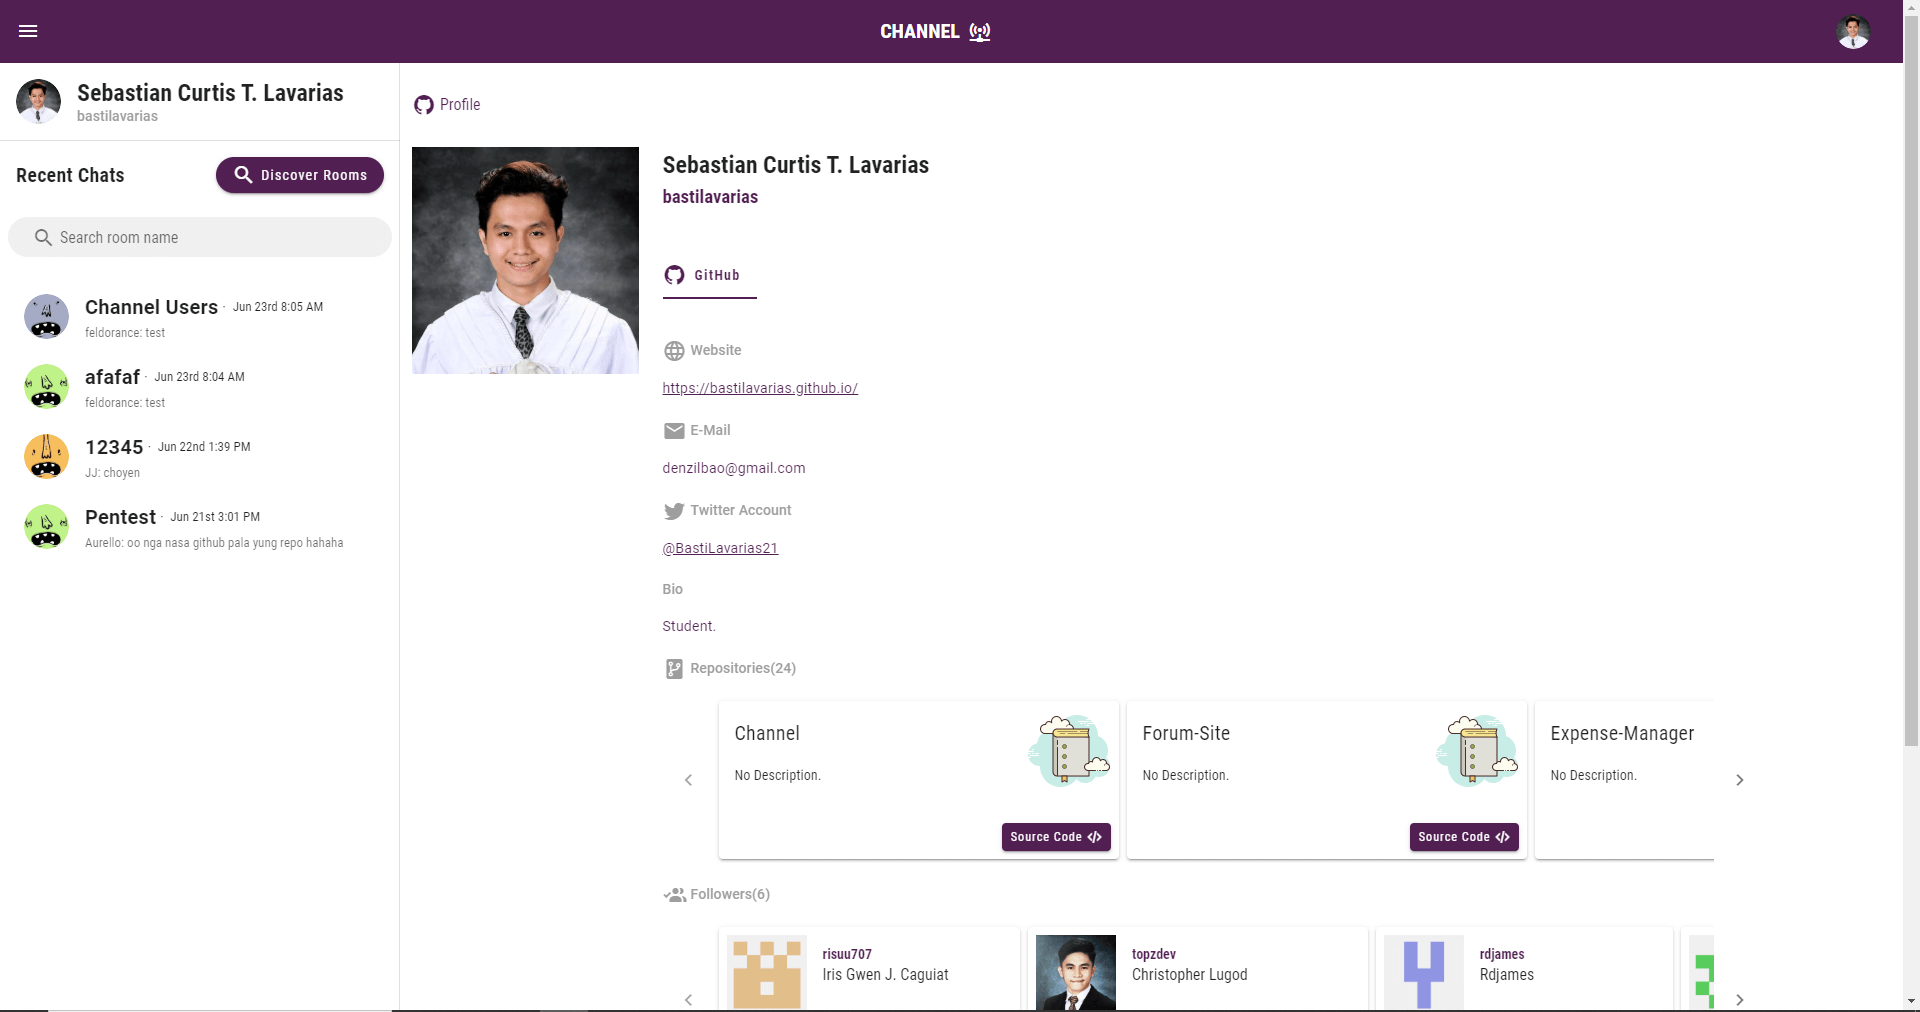 CHANNEL
Sebastian Curtis T. Lavarias
bastilavarias
Recent Chats
Discover Rooms
Search room name
Channel Users · Jun 23rd 8:05 AM
feldorance: test
afafaf · Jun 23rd 8:04 AM
feldorance: test
12345 · Jun 22nd 1:39 PM
JJ: choyen
Pentest · Jun 21st 3:01 PM
Aurello: oo nga nasa github pala yung repo hahaha
Profile
Sebastian Curtis T. Lavarias
bastilavarias
GitHub
Website
https://bastilavarias.github.io/
E-Mail
denzilbao@gmail.com
Twitter Account
@BastiLavarias21
Bio
Student.
Repositories(24)
Channel
No Description.
Source Code
Forum-Site
No Description.
Source Code
Expense-Manager
No Description.
Followers(6)
risuu707
Iris Gwen J. Caguiat
topzdev
Christopher Lugod
rdjames
Rdjames